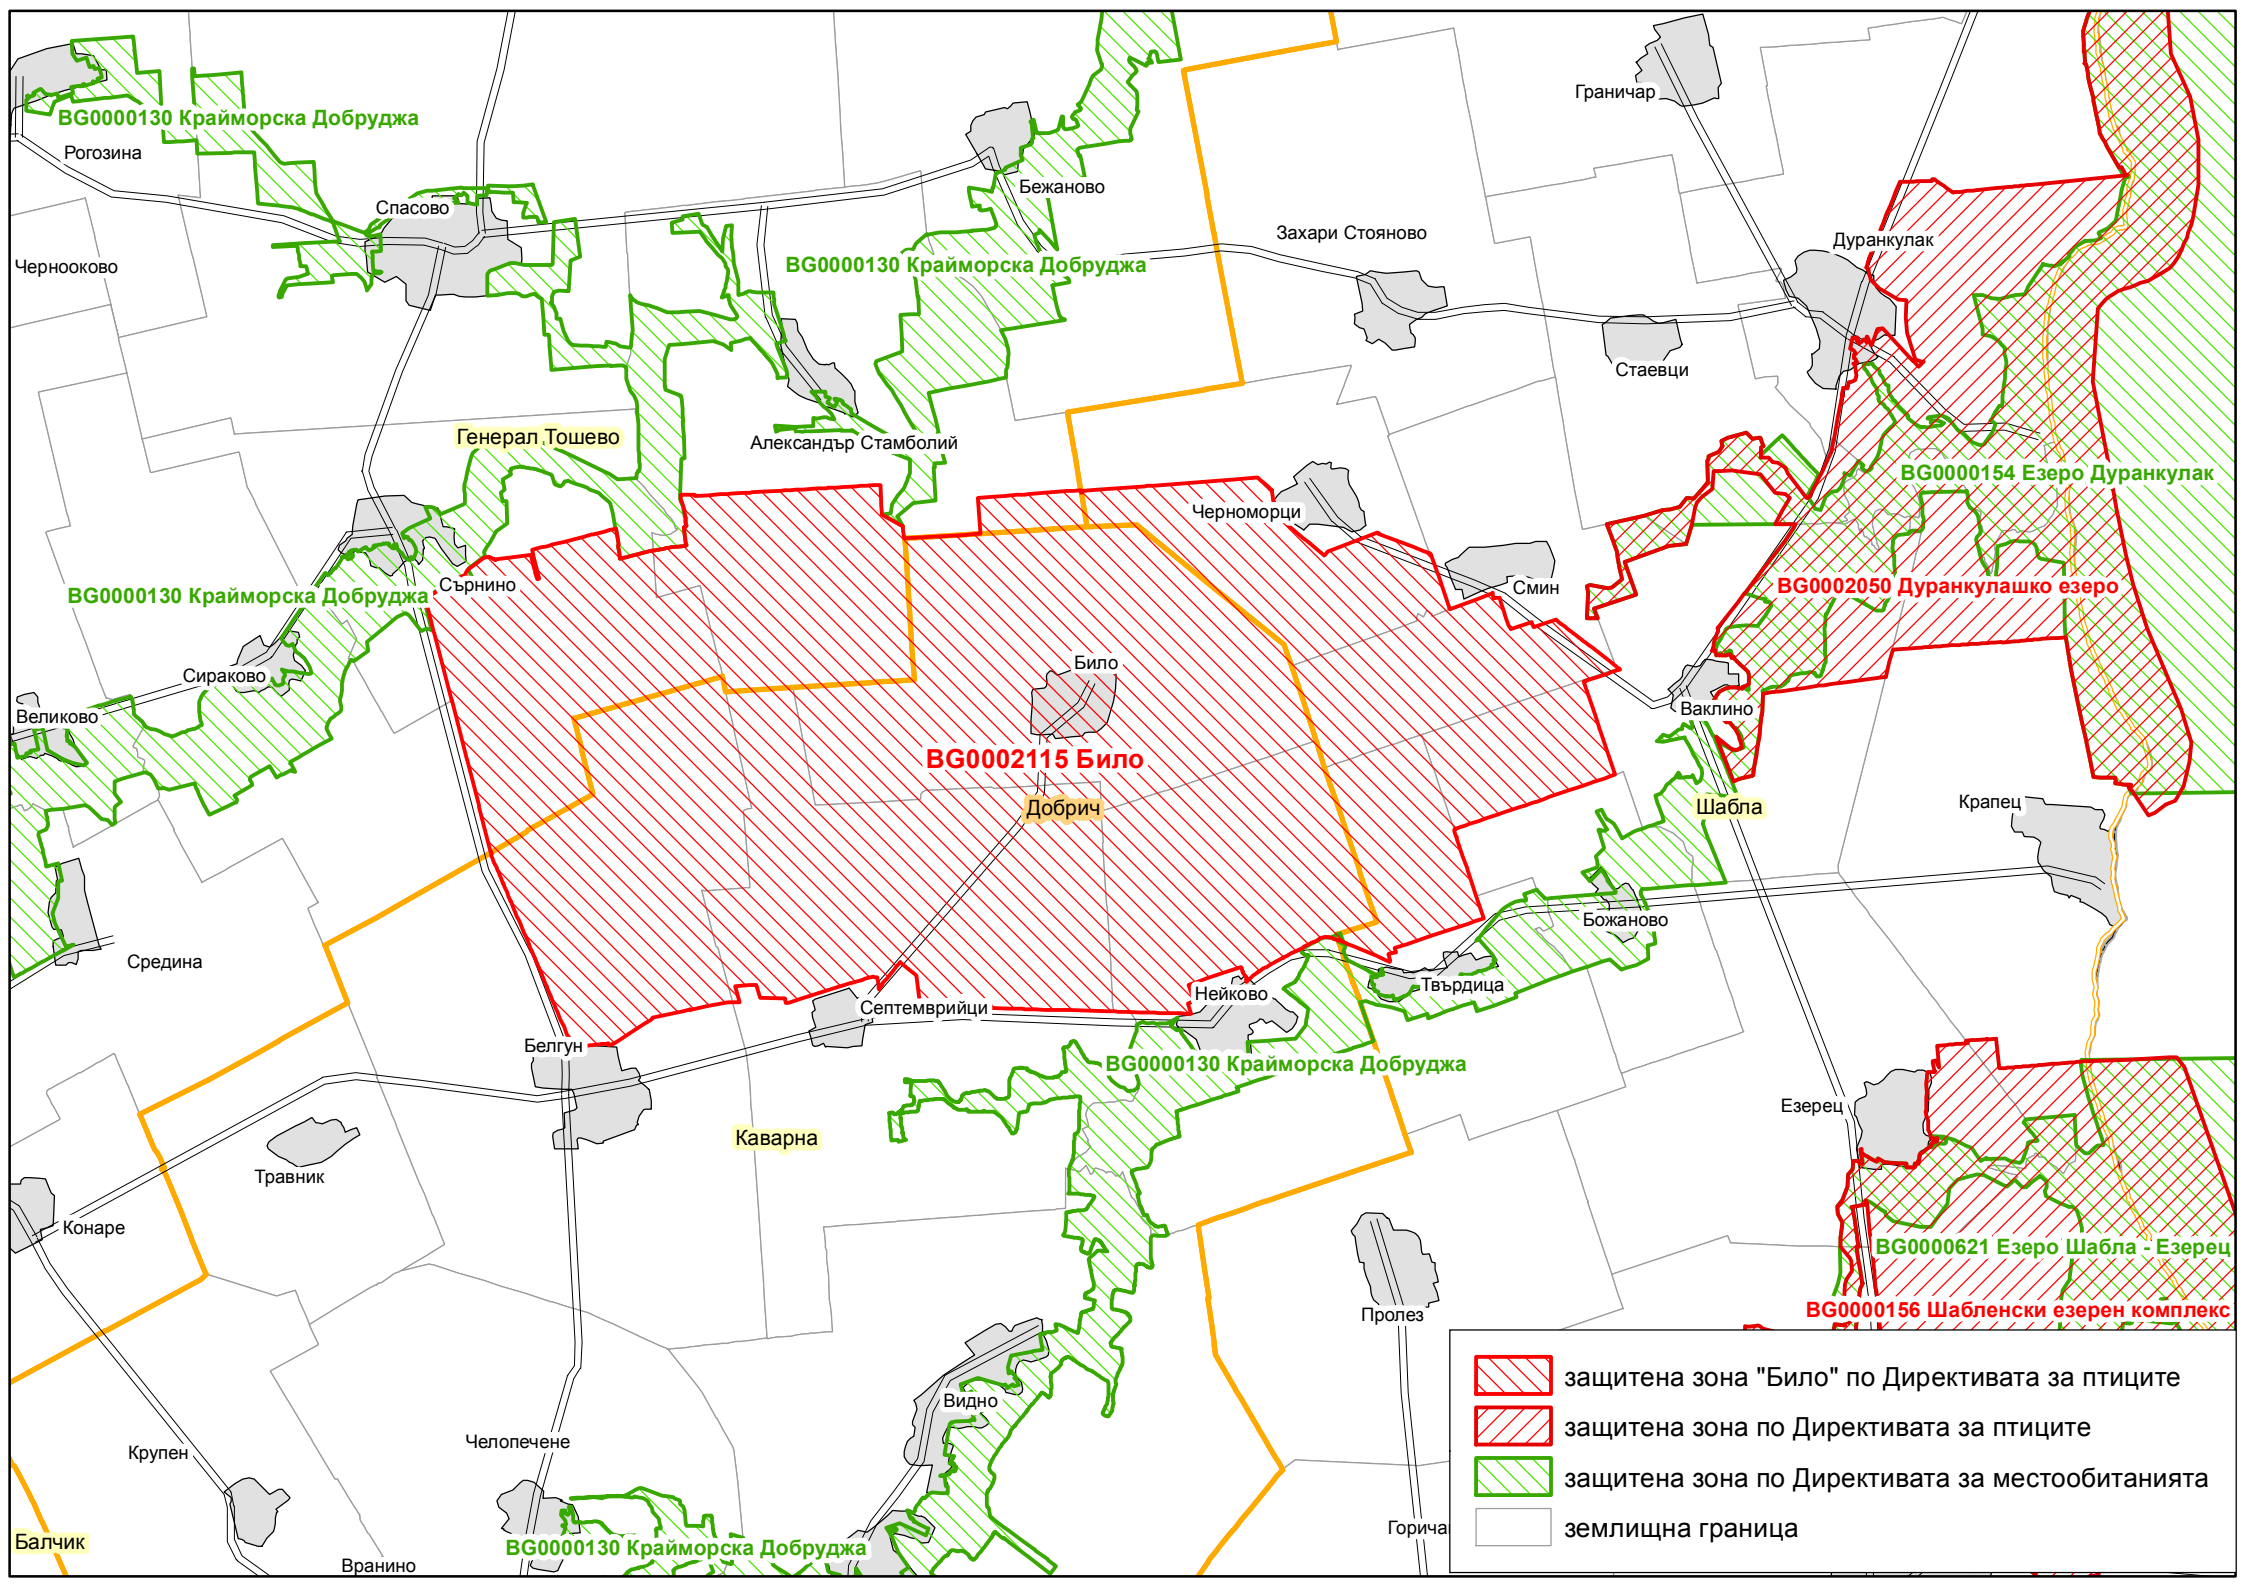 Граничар
BG0000130 Крайморска Добруджа
Рогозина
Бежаново
Спасово
Захари Стояново
Дуранкулак
Чернооково
BG0000130 Крайморска Добруджа
Стаевци
Генерал Тошево
Александър Стамболий
BG0000154 Езеро Дуранкулак
Черноморци
Сърнино
Смин
BG0002050 Дуранкулашко езеро
BG0000130 Крайморска Добруджа
Било
Сираково
Великово
Ваклино
BG0002115 Било
Добрич
Шабла
Крапец
Божаново
Средина
Твърдица
Нейково
Септемврийци
Белгун
BG0000130 Крайморска Добруджа
Езерец
Каварна
Травник
Конаре
BG0000621 Езеро Шабла - Езерец
BG0000156 Шабленски езерен комплекс
Пролез
Видно
Челопечене
Крупен
Балчик
Вранино
BG0000130 Крайморска Добруджа
защитена зона "Било" по Директивата за птиците
защитена зона по Директивата за птиците
защитена зона по Директивата за местообитанията
землищна граница